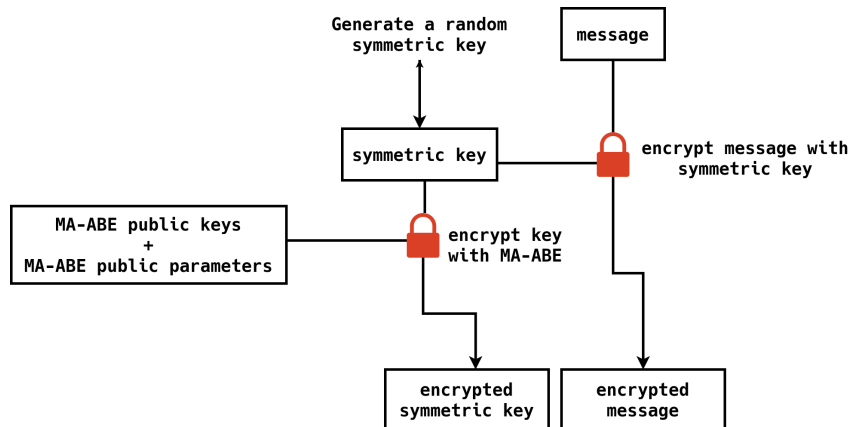 Generate a random
symmetric key
message
symmetric key
encrypt message with
symmetric key
MA-ABE public keys
+
MA-ABE public parameters
encrypt key
with MA-ABE
encrypted
symmetric key
encrypted
message